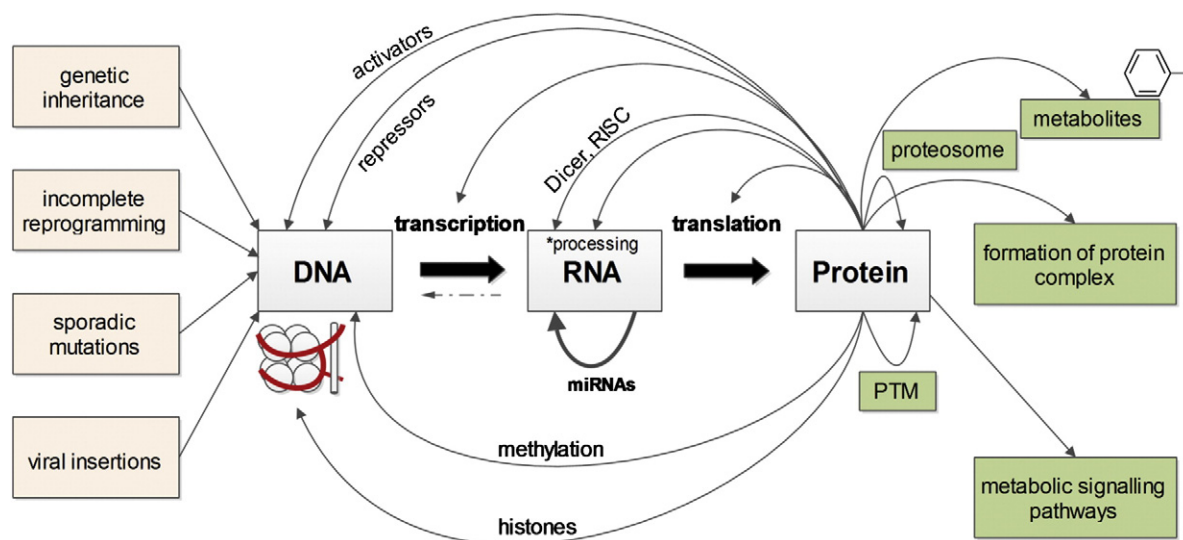 genetic
inheritance
incomplete
reprogramming
sporadic
mutations
viral insertions
activators
repressors
Dicer, RISC
transcription
translation
DNA
*processing
RNA
Protein
miRNAs
methylation
histones
metabolites
proteosome
formation of protein
complex
PTM
metabolic signalling
pathways